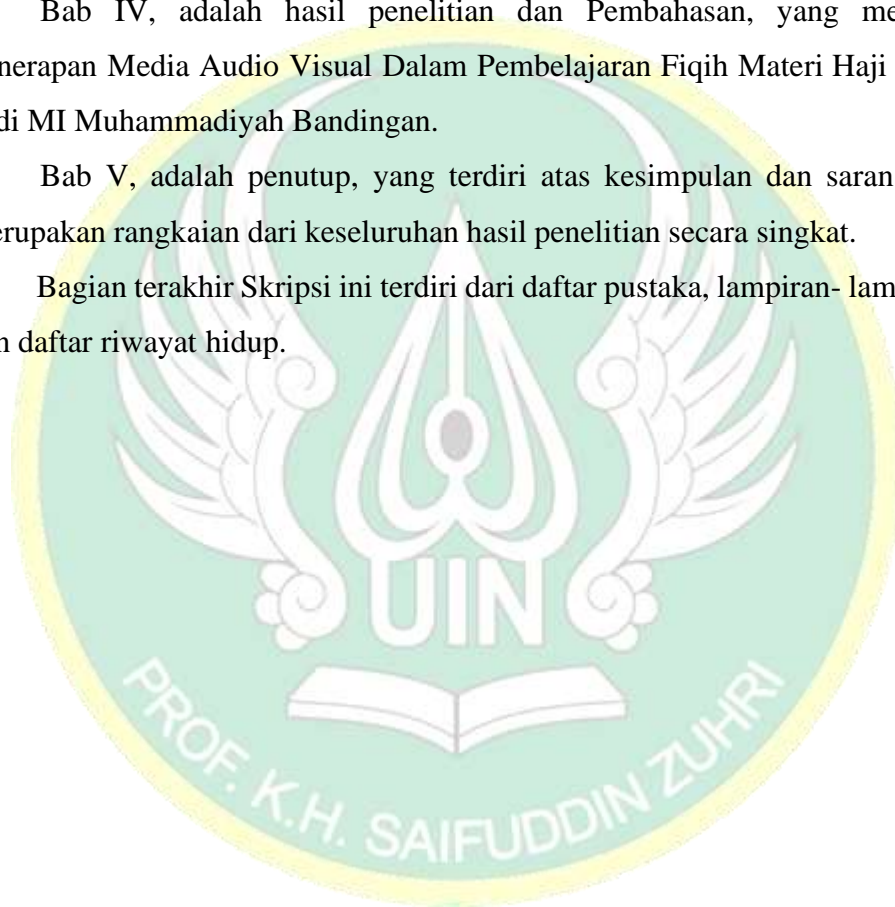 Bab IV, adalah hasil penelitian dan Pembahasan, yang me
nerapan Media Audio Visual Dalam Pembelajaran Fiqih Materi Haji
di MI Muhammadiyah Bandingan.
Bab V, adalah penutup, yang terdiri atas kesimpulan dan saran
erupakan rangkaian dari keseluruhan hasil penelitian secara singkat.
Bagian terakhir Skripsi ini terdiri dari daftar pustaka, lampiran- lam
n daftar riwayat hidup.
UIN
PROF. K.H. SAIFUDDIN ZUHRI